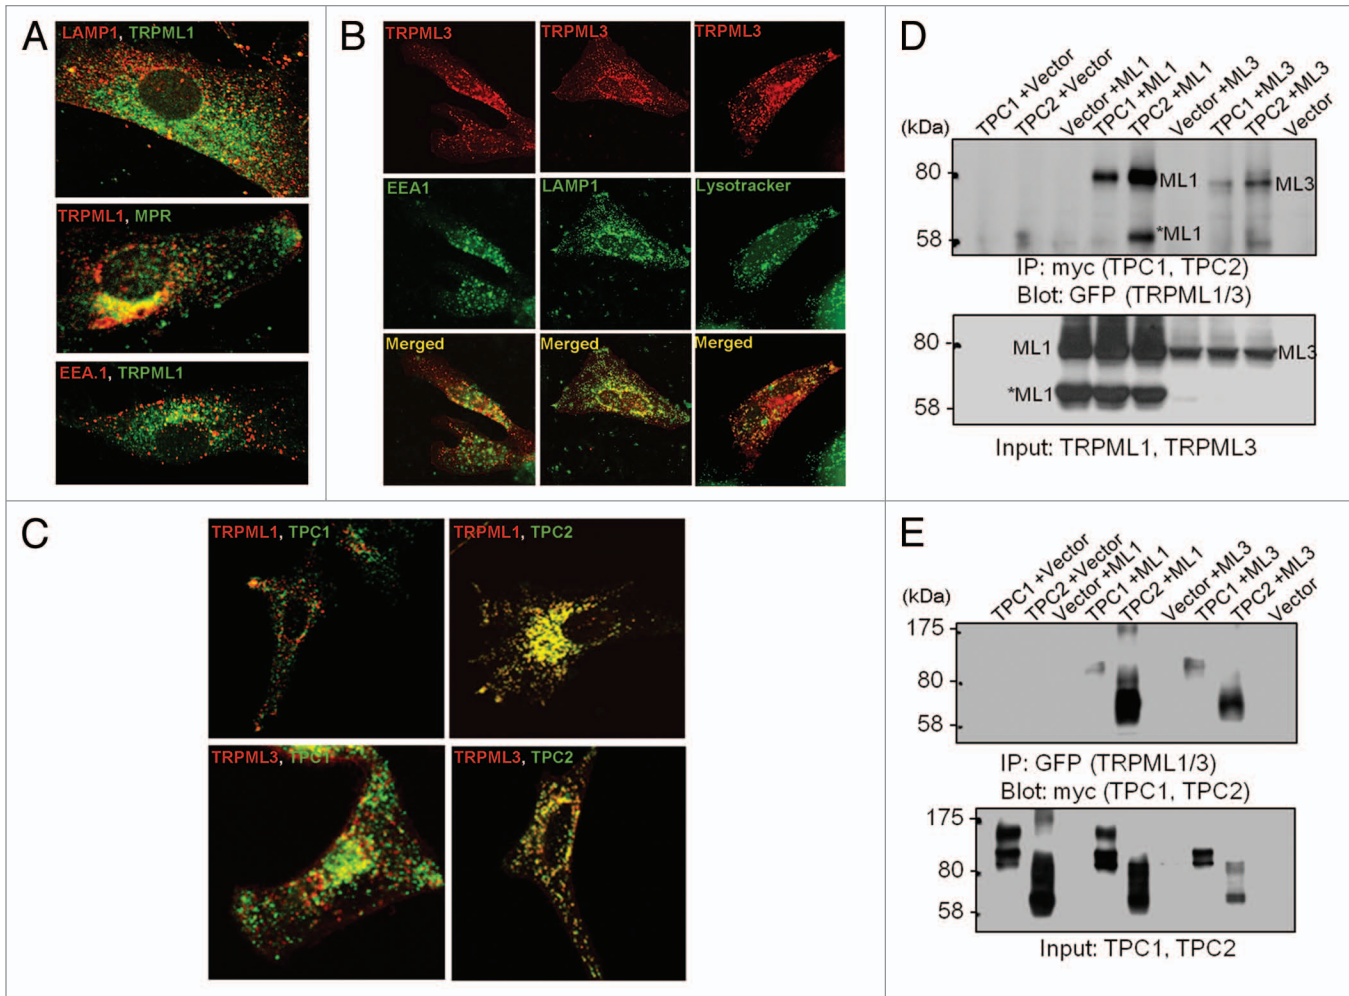 A
LAMP1, TRPML1
TRPML1, MPR
EEA.1, TRPML1
B
TRPML3
TRPML3
TRPML3
EEA1
LAMP1
Lysotracker
Merged
Merged
Merged
C
TRPML1, TPC1
TRPML1, TPC2
TRPML3, TPC1
TRPML3, TPC2
D
(kDa)
TPC1 +Vector
TPC2 +Vector
Vector +ML1
TPC1 +ML1
TPC2 +ML1
Vector +ML3
TPC1 +ML3
TPC2 +ML3
Vector
80
ML1
ML3
*ML1
58
IP: myc (TPC1, TPC2)
Blot: GFP (TRPML1/3)
80
ML1
ML3
*ML1
58
Input: TRPML1, TRPML3
E
(kDa)
TPC1 +Vector
TPC2 +Vector
Vector +ML1
TPC1 +ML1
TPC2 +ML1
Vector +ML3
TPC1 +ML3
TPC2 +ML3
Vector
175
80
58
IP: GFP (TRPML1/3)
Blot: myc (TPC1, TPC2)
175
80
58
Input: TPC1, TPC2